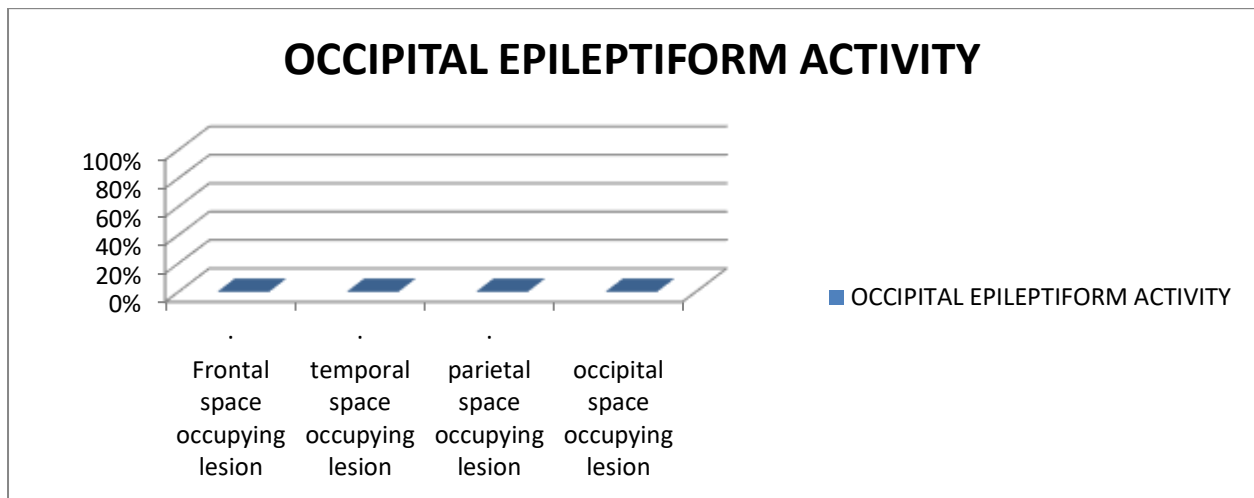 OCCIPITAL EPILEPTIFORM ACTIVITY
100%
80%
60%
40%
20%
0%
.
Frontal
space
occupying
lesion
.
temporal
space
occupying
lesion
.
parietal
space
occupying
lesion
occipital
space
occupying
lesion
OCCIPITAL EPILEPTIFORM ACTIVITY